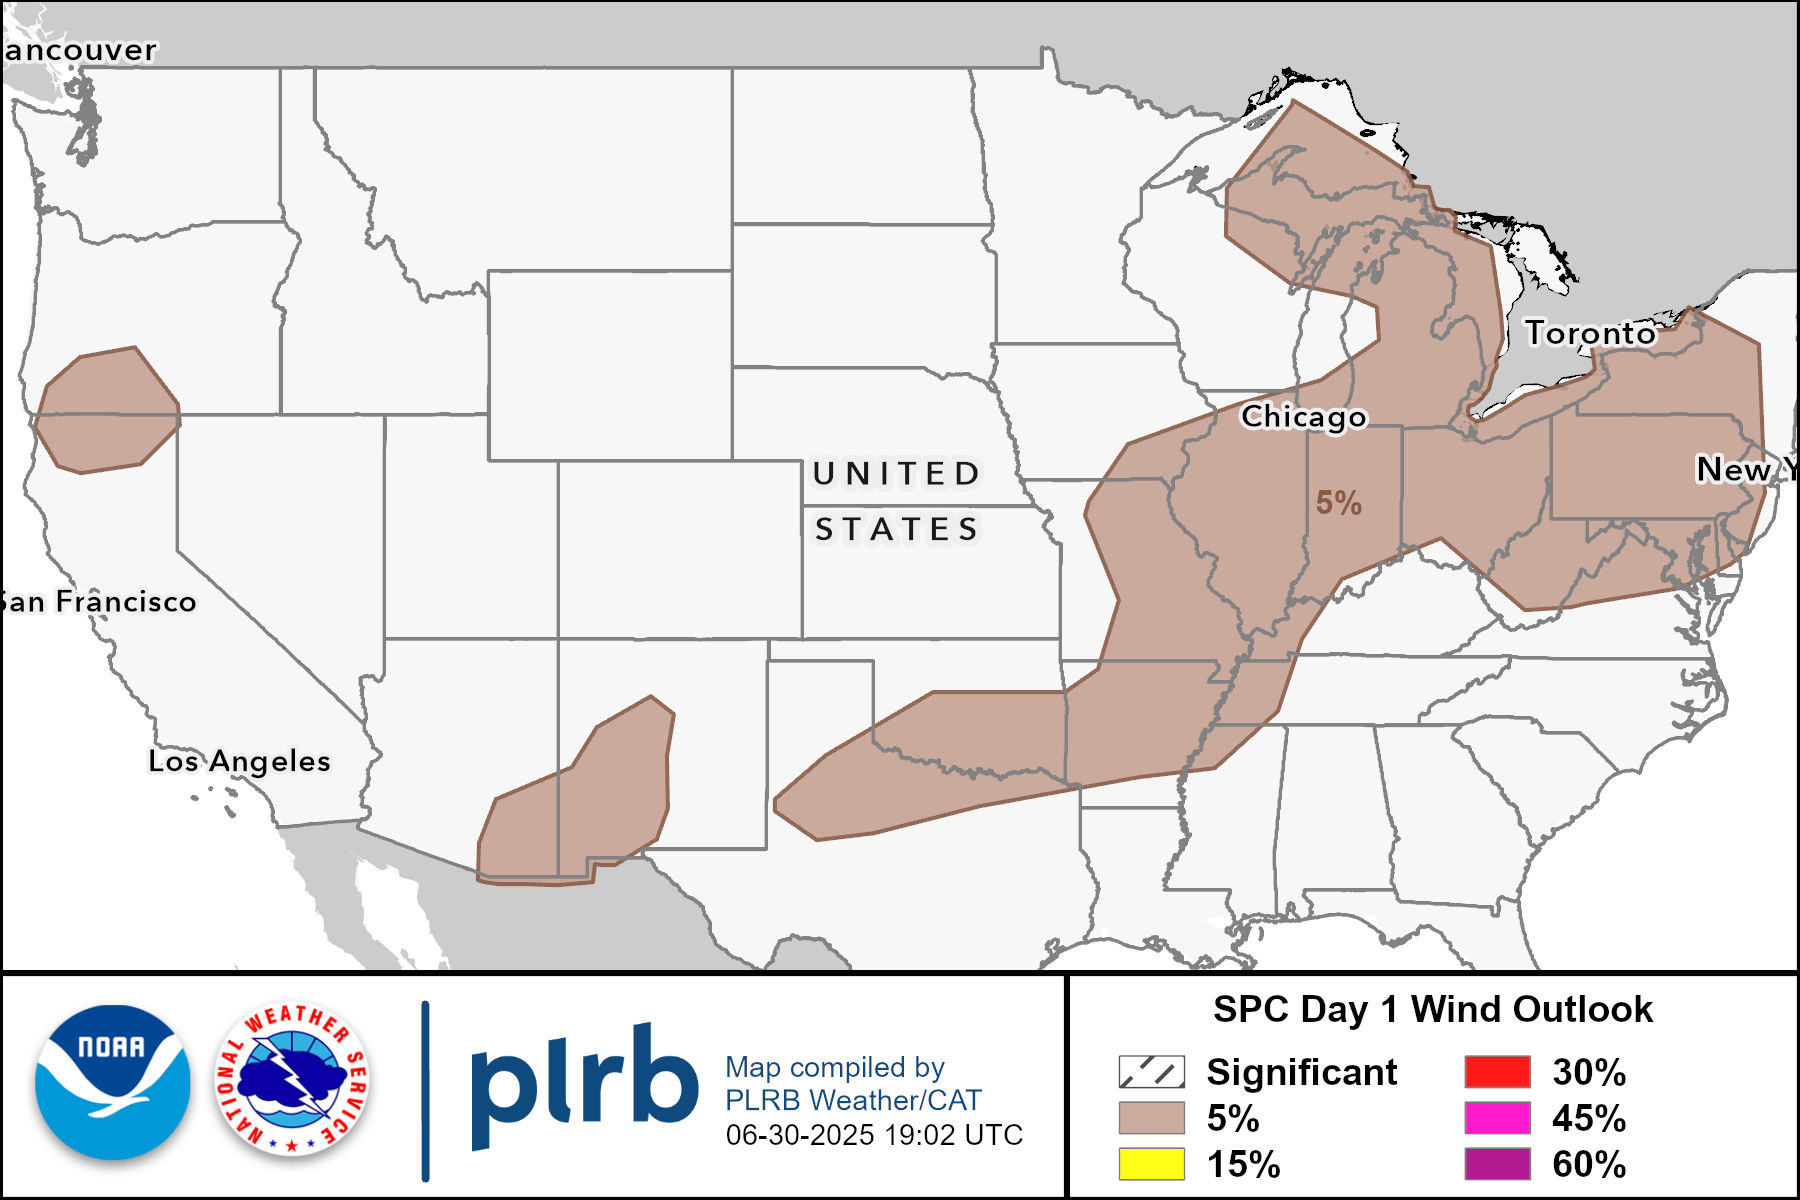 ancouver
Toronto
Chicago
New Y
UNITED
5%
STATES
San Francisco
Los Angeles
NOAA
NATIONAL WEATHER SERVICE
plrb
Map compiled by
PLRB Weather/CAT
06-30-2025 19:02 UTC
SPC Day 1 Wind Outlook
Significant
5%
15%
30%
45%
60%